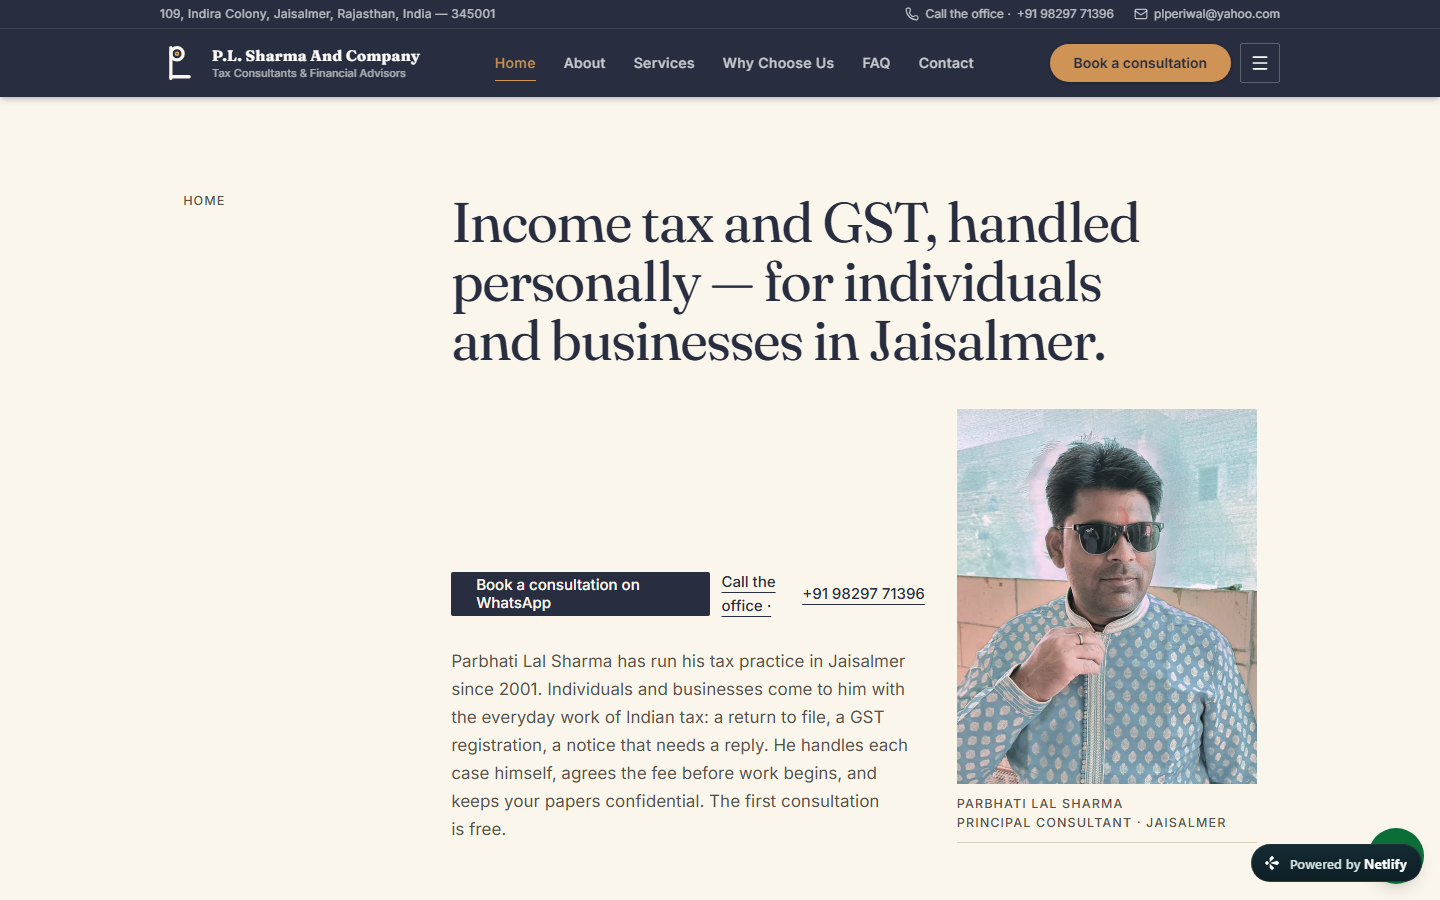 109, Indira Colony, Jaisalmer, Rajasthan, India — 345001
Call the office · +91 98297 71396
plperiwal@yahoo.com
P.L. Sharma And Company
Tax Consultants & Financial Advisors
Home
About
Services
Why Choose Us
FAQ
Contact
Book a consultation
HOME
Income tax and GST, handled
personally — for individuals
and businesses in Jaisalmer.
Book a consultation on
WhatsApp
Call the
office ·
+91 98297 71396
Parbhati Lal Sharma has run his tax practice in Jaisalmer
since 2001. Individuals and businesses come to him with
the everyday work of Indian tax: a return to file, a GST
registration, a notice that needs a reply. He handles each
case himself, agrees the fee before work begins, and
keeps your papers confidential. The first consultation
is free.
PARBHATI LAL SHARMA
PRINCIPAL CONSULTANT · JAISALMER
Powered by Netlify